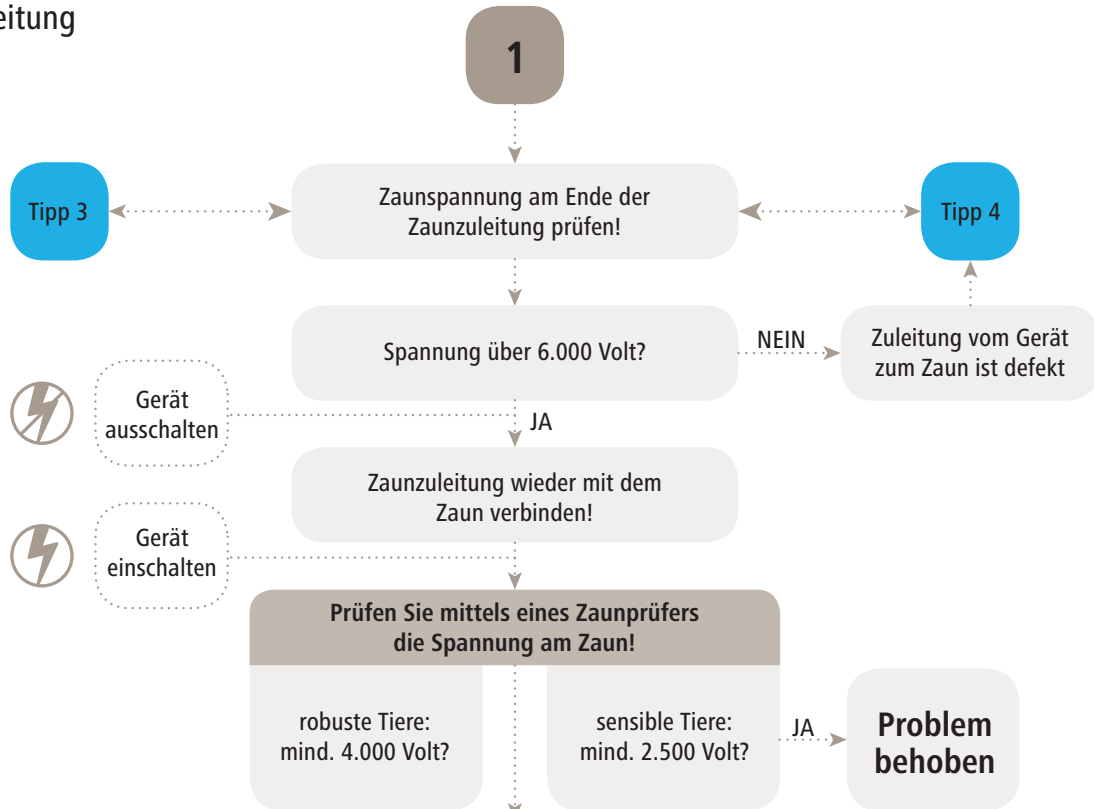 eitung
1
Tipp 3
Zaunspannung am Ende der
Zaunzuleitung prüfen!
Tipp 4
Spannung über 6.000 Volt?
NEIN
Zuleitung vom Gerät
zum Zaun ist defekt
Gerät
ausschalten
JA
Zaunzuleitung wieder mit dem
Zaun verbinden!
Gerät
einschalten
Prüfen Sie mittels eines Zaunprüfers
die Spannung am Zaun!
robuste Tiere:
mind. 4.000 Volt?
sensible Tiere:
mind. 2.500 Volt?
JA
Problem
behoben